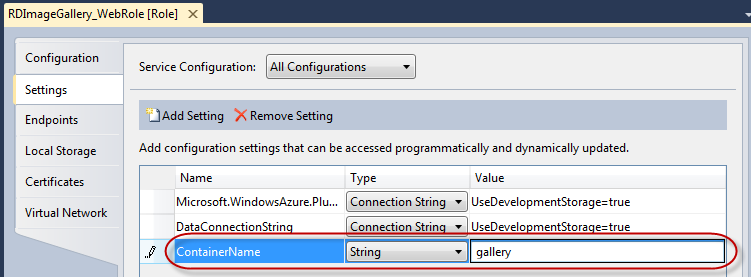 RDImageGallery_WebRole [Role]
Configuration
Settings
Endpoints
Local Storage
Certificates
Virtual Network
Service Configuration: All Configurations
Add Setting Remove Setting
Add configuration settings that can be accessed programmatically and dynamically updated.
Name Type Value
Microsoft.WindowsAzure.Plu... Connection String UseDevelopmentStorage=true
DataConnectionString Connection String UseDevelopmentStorage=true
ContainerName String gallery